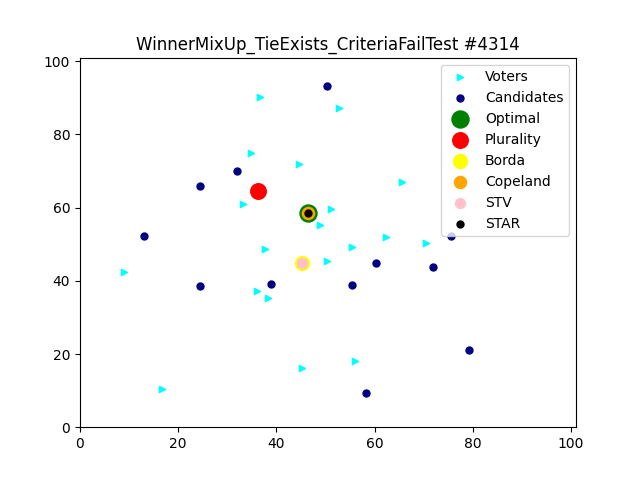 WinnerMixUp_TieExists_CriteriaFailTest #4314
100
80
60
40
20
0
0 20 40 60 80 100
Voters
Candidates
Optimal
Plurality
Borda
Copeland
STV
STAR